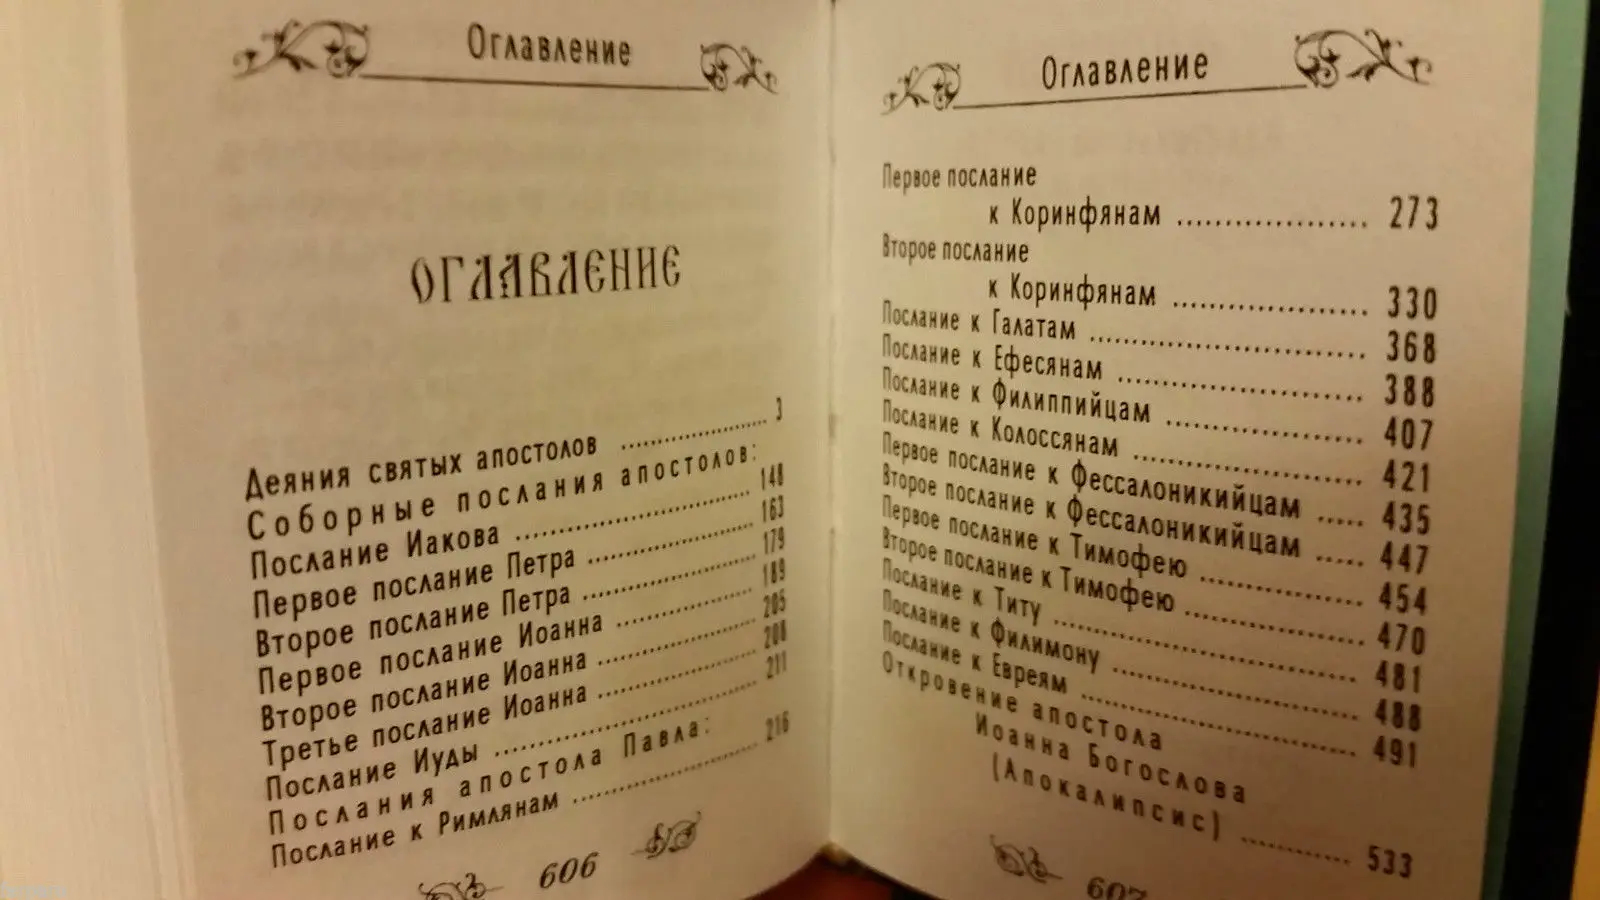 Оглавление
ОГЛАВЛЕНИЕ
Деяния святых апостолов ........................ 3
Соборные послания апостолов:
Послание Иакова ........................ 148
Первое послание Петра ........................ 163
Второе послание Петра ........................ 179
Первое послание Иоанна ........................ 189
Второе послание Иоанна ........................ 205
Третье послание Иоанна ........................ 208
Послание Иуды ........................ 211
Послания апостола Павла:
Послание к Римлянам ........................ 216
606
Оглавление
Первое послание
к Коринфянам ........................ 273
Второе послание
к Коринфянам ........................ 330
Послание к Галатам ........................ 368
Послание к Ефесянам ........................ 388
Послание к Филиппийцам ........................ 407
Послание к Колоссянам ........................ 421
Первое послание к Фессалоникийцам ..... 435
Второе послание к Фессалоникийцам ..... 447
Первое послание к Тимофею ................ 454
Второе послание к Тимофею ................ 470
Послание к Титу ........................ 481
Послание к Филимону ........................ 488
Послание к Евреям ........................ 491
Откровение апостола
Иоанна Богослова
(Апокалипсис) ............ 533
607